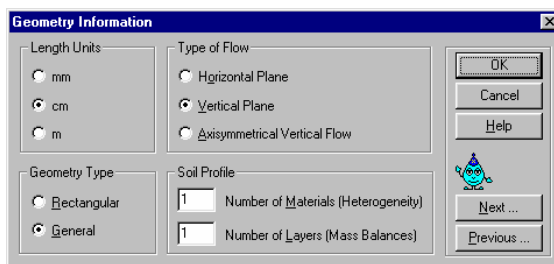 Geometry Information
Length Units
mm
cm
m
Type of Flow
Horizontal Plane
Vertical Plane
Axisymmetrical Vertical Flow
Geometry Type
Rectangular
General
Soil Profile
1 Number of Materials (Heterogeneity)
1 Number of Layers (Mass Balances)
OK
Cancel
Help
Next ...
Previous ...